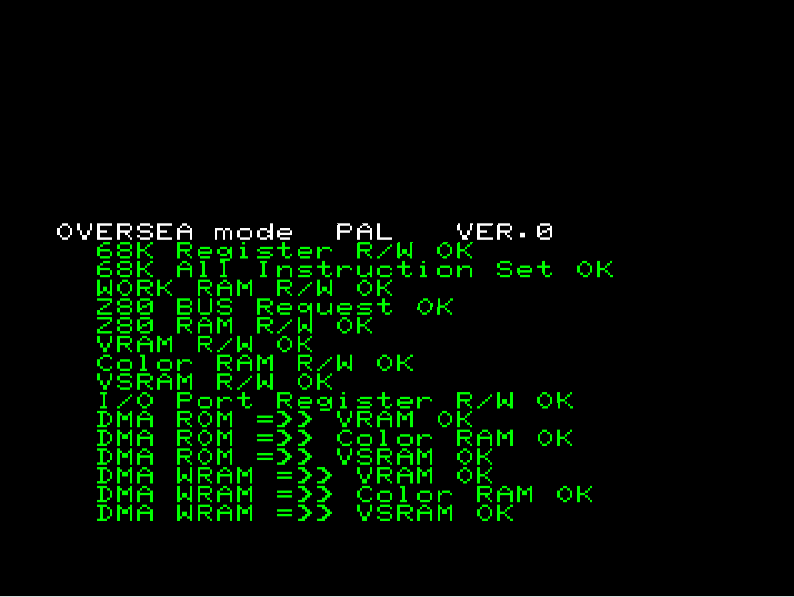 OVERSEA mode  PAL   VER.0
68K Register R/W OK
68K All Instruction Set OK
WORK RAM R/W OK
Z80 BUS Request OK
Z80 RAM R/W OK
VRAM R/W OK
Color RAM R/W OK
VSRAM R/W OK
I/O Port Register R/W OK
DMA ROM =>> VRAM OK
DMA ROM =>> Color RAM OK
DMA ROM =>> VSRAM OK
DMA WRAM =>> VRAM OK
DMA WRAM =>> Color RAM OK
DMA WRAM =>> VSRAM OK